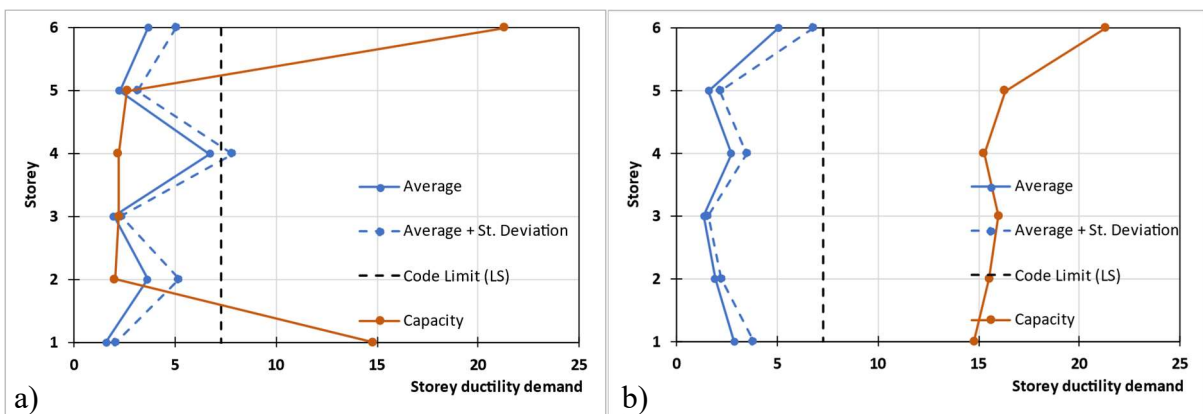 6
5
4
3
2
1
Storey
Average
Average + St. Deviation
Code Limit (LS)
Capacity
0
5
10
15
20
25
Storey ductility demand
a)
6
5
4
3
2
1
Storey
Average
Average + St. Deviation
Code Limit (LS)
Capacity
0
5
10
15
20
25
Storey ductility demand
b)